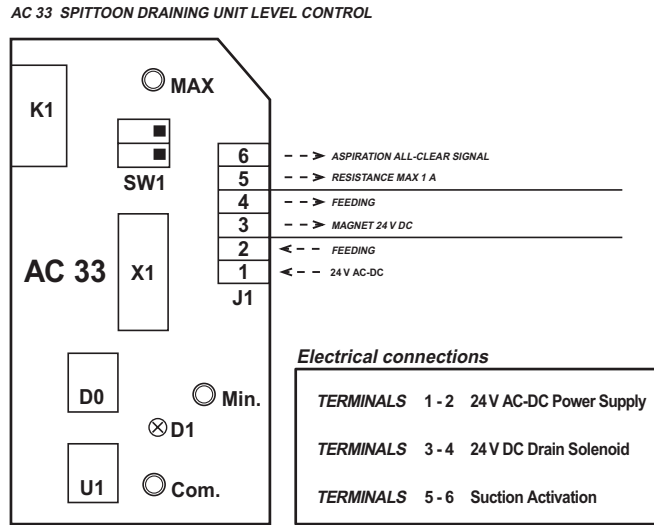 AC 33 SPITTOON DRAINING UNIT LEVEL CONTROL
MAX
K1
SW1
6 ASPIRATION ALL-CLEAR SIGNAL
5 RESISTANCE MAX 1 A
4 FEEDING
3 MAGNET 24 V DC
2 FEEDING
1 24 V AC-DC
J1
AC 33
X1
Electrical connections
D0
Min.
D1
U1
Com.
TERMINALS 1 - 2 24 V AC-DC Power Supply
TERMINALS 3 - 4 24 V DC Drain Solenoid
TERMINALS 5 - 6 Suction Activation